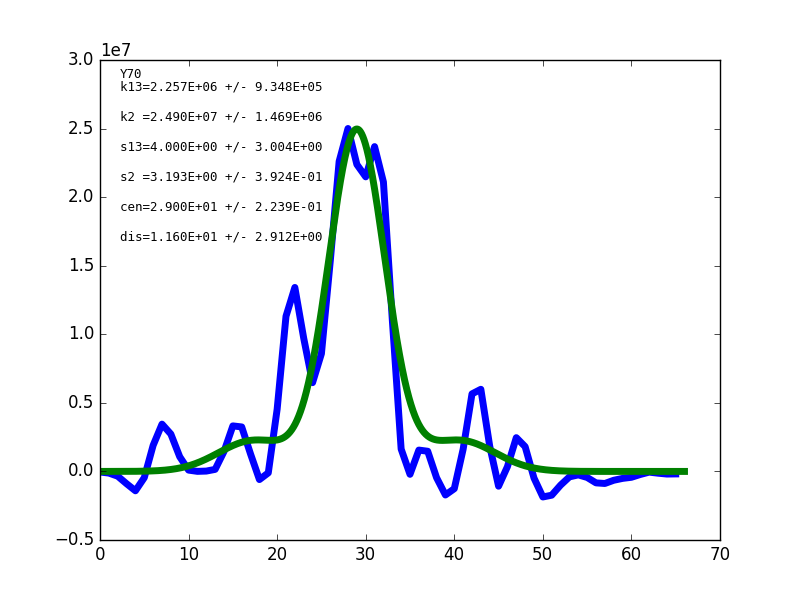 1e7
3.0
2.5
2.0
1.5
1.0
0.5
0.0
−0.5
Y70
k13=2.257E+06 +/- 9.348E+05
k2 =2.490E+07 +/- 1.469E+06
s13=4.000E+00 +/- 3.004E+00
s2 =3.193E+00 +/- 3.924E-01
cen=2.900E+01 +/- 2.239E-01
dis=1.160E+01 +/- 2.912E+00
0 10 20 30 40 50 60 70